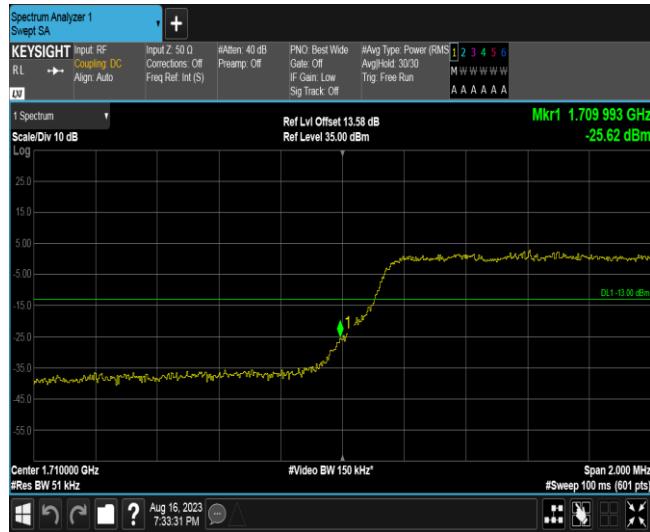 Spectrum Analyzer 1
Swept SA
KEYSIGHT
RL
LXI
Input: RF
Coupling: DC
Align: Auto
Input Z: 50 Ω
Corrections: Off
Freq Ref: Int (S)
#Atten: 40 dB
Preamp: Off
PNO: Best Wide
Gate: Off
IF Gain: Low
Sig Track: Off
#Avg Type: Power (RMS
Avg|Hold: 30/30
Trig: Free Run
1 2 3 4 5 6
M W W W W W
A A A A A A
1 Spectrum
Scale/Div 10 dB
Log
Ref Lvl Offset 13.58 dB
Ref Level 35.00 dBm
Mkr1 1.709 993 GHz
-25.62 dBm
25.0
15.0
5.00
-5.00
-15.0
-25.0
-35.0
-45.0
-55.0
DL1 -13.00 dBm
1
Center 1.710000 GHz
#Res BW 51 kHz
#Video BW 150 kHz*
Span 2.000 MHz
#Sweep 100 ms (601 pts)
?
Aug 16, 2023
7:33:31 PM